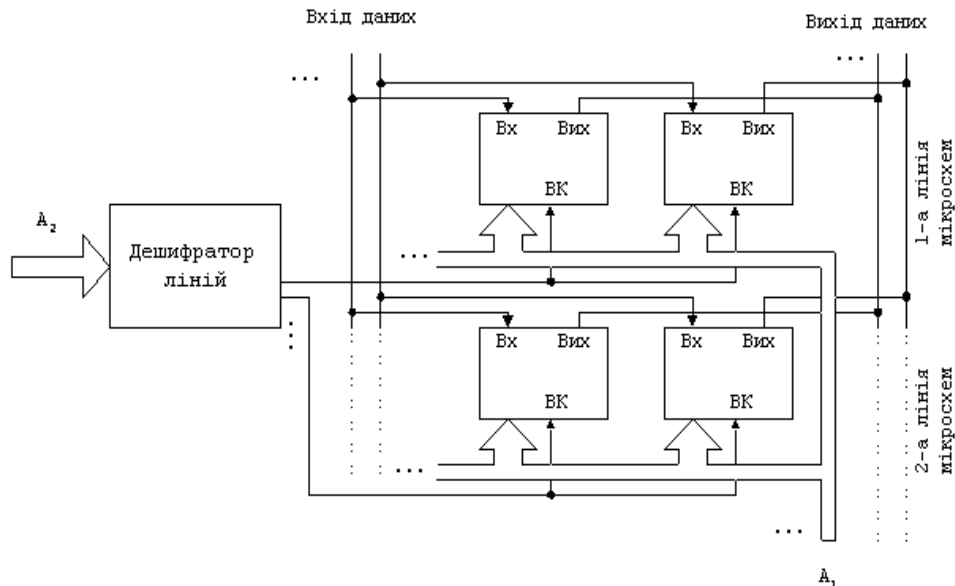 Вхід даних
Вихід даних
...
...
Вх Вих
ВК
Вх Вих
ВК
1-а лінія
мікросхем
A₂
Дешифратор
ліній
...
...
Вх Вих
ВК
Вх Вих
ВК
2-а лінія
мікросхем
...
...
A₁